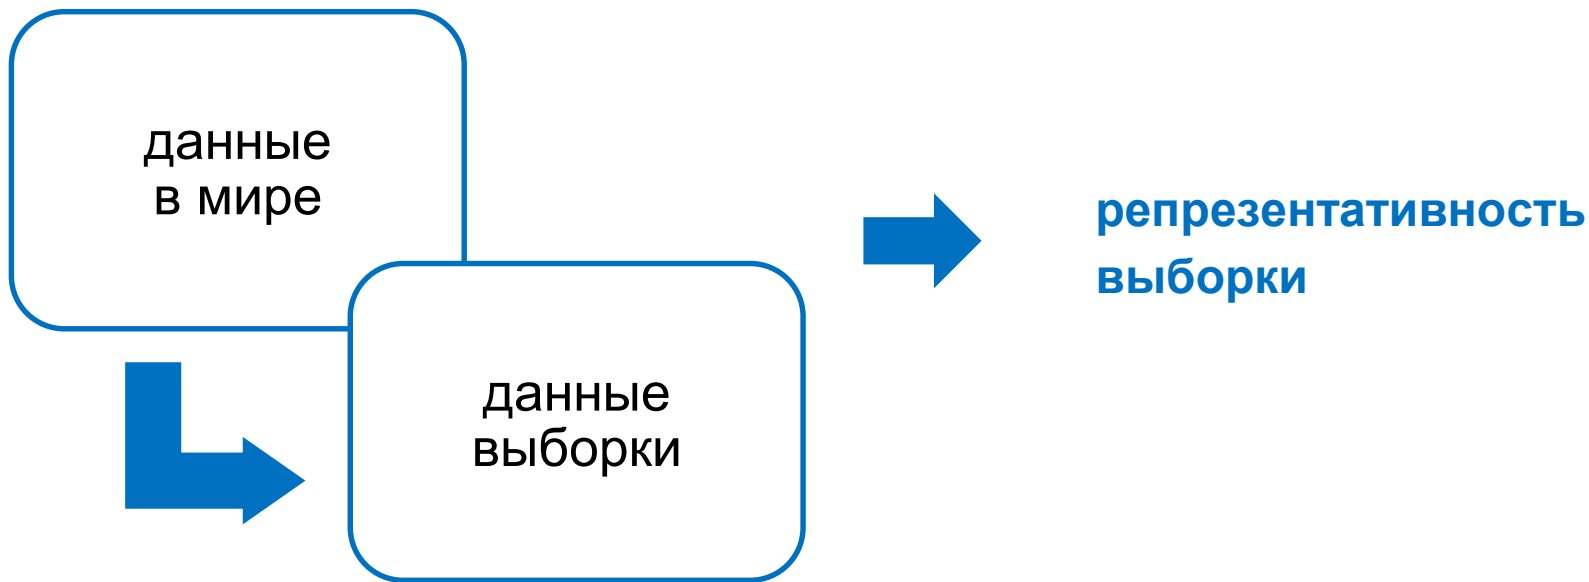 данные
в мире
репрезентативность
выборки
данные
выборки